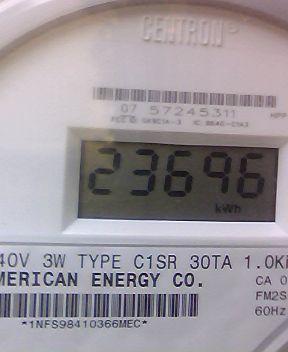 CENTRON
07 57245311
23696
kWh
40V 3W TYPE C1SR 30TA 1.0K
MERICAN ENERGY CO.
CA 0
FM2S
60Hz
*1NFS98410366MEC*